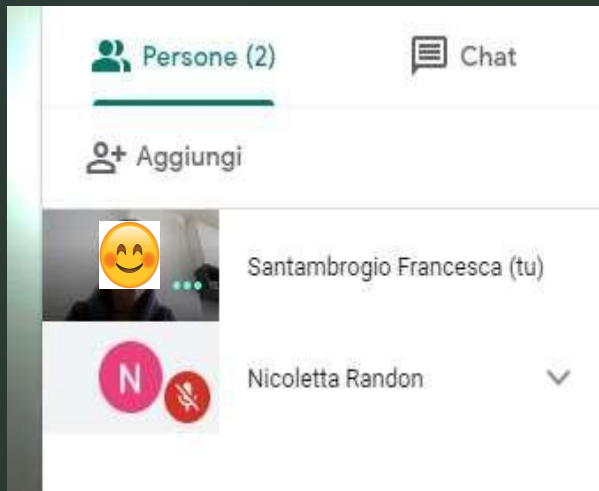 Persone (2)
Chat
Aggiungi
Santambrogio Francesca (tu)
N
Nicoletta Randon